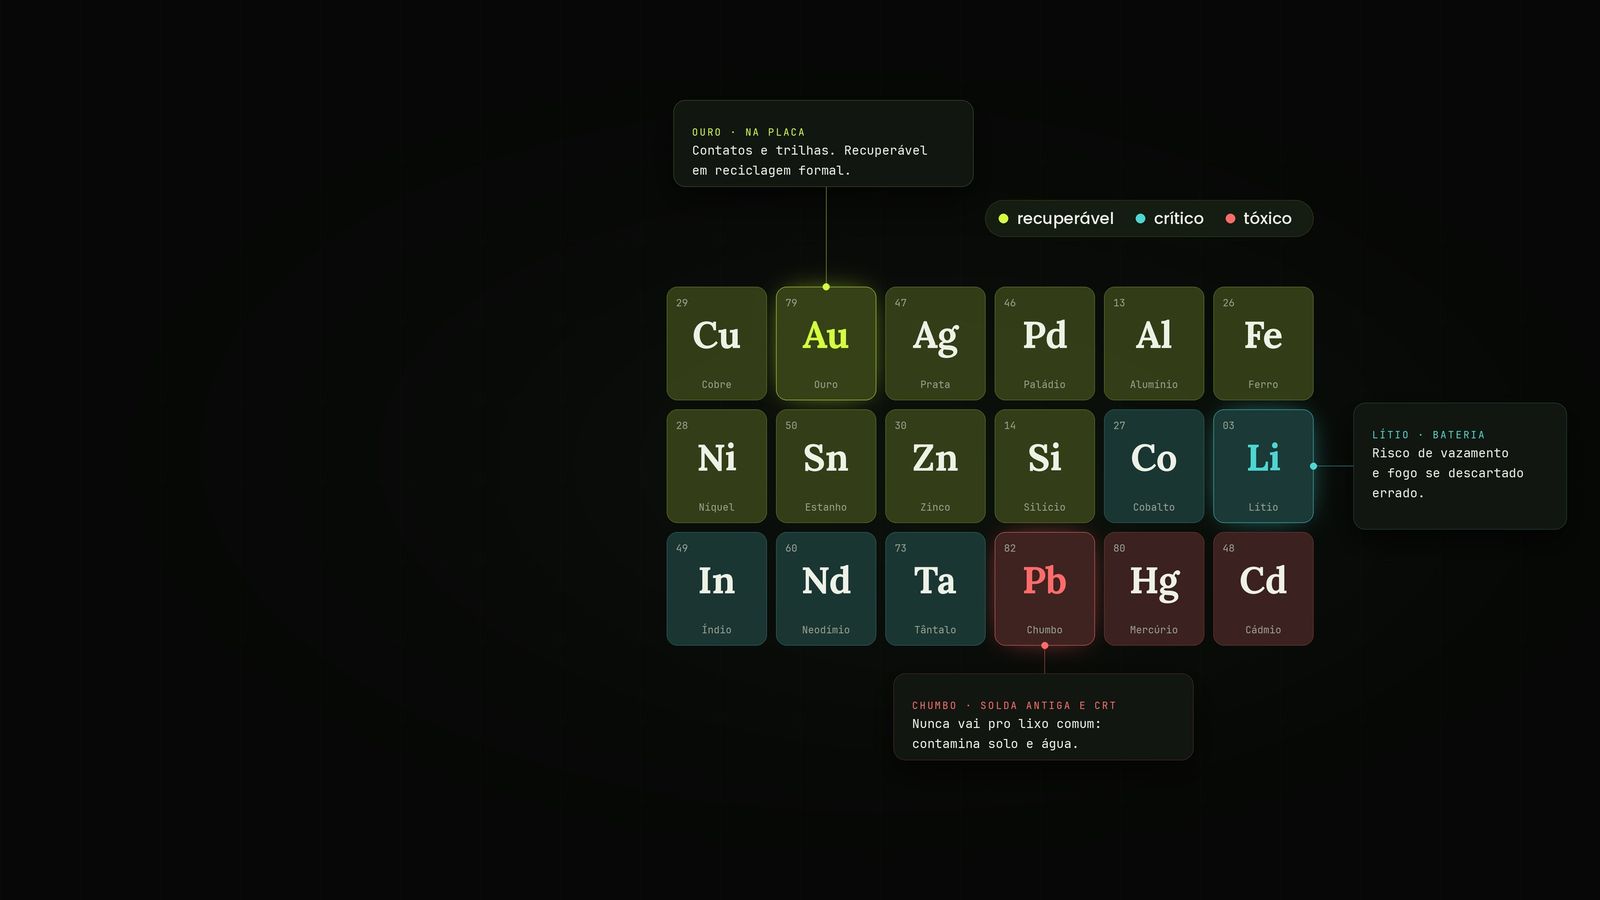 OURO · NA PLACA
Contatos e trilhas. Recuperável
em reciclagem formal.
recuperável
crítico
tóxico
29
Cu
Cobre
79
Au
Ouro
47
Ag
Prata
46
Pd
Paládio
13
Al
Alumínio
26
Fe
Ferro
28
Ni
Níquel
50
Sn
Estanho
30
Zn
Zinco
14
Si
Silício
27
Co
Cobalto
03
Li
Lítio
LÍTIO · BATERIA
Risco de vazamento
e fogo se descartado
errado.
49
In
Índio
60
Nd
Neodímio
73
Ta
Tântalo
82
Pb
Chumbo
80
Hg
Mercúrio
48
Cd
Cádmio
CHUMBO · SOLDA ANTIGA E CRT
Nunca vai pro lixo comum:
contamina solo e água.